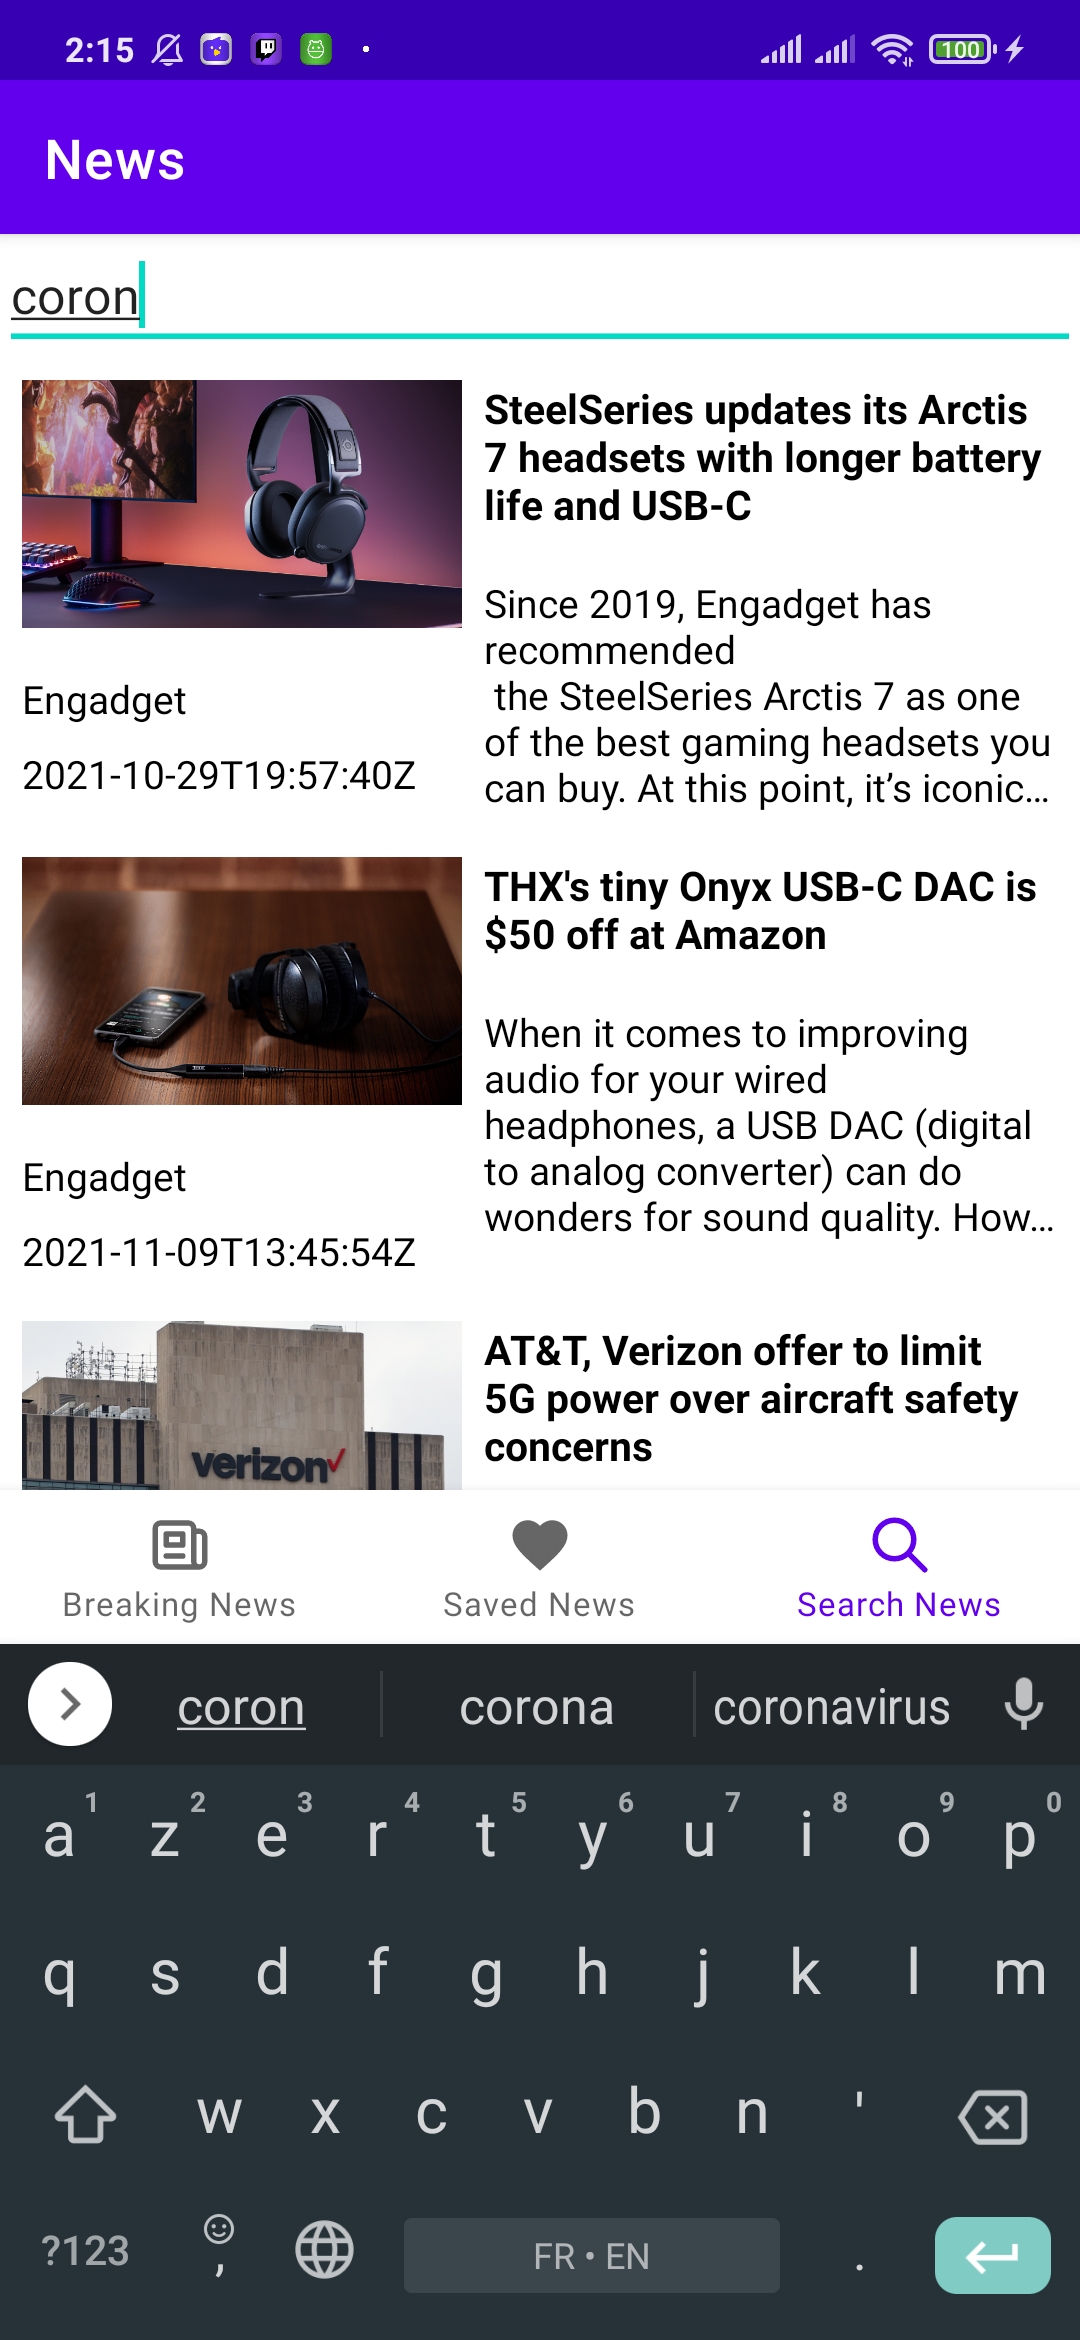 2:15
100
News
coron
SteelSeries updates its Arctis
7 headsets with longer battery
life and USB-C
Since 2019, Engadget has
recommended
the SteelSeries Arctis 7 as one
of the best gaming headsets you
can buy. At this point, it’s iconic…
Engadget
2021-10-29T19:57:40Z
THX's tiny Onyx USB-C DAC is
$50 off at Amazon
When it comes to improving
audio for your wired
headphones, a USB DAC (digital
to analog converter) can do
wonders for sound quality. How…
Engadget
2021-11-09T13:45:54Z
AT&T, Verizon offer to limit
5G power over aircraft safety
concerns
verizon
Breaking News Saved News Search News
coron corona coronavirus
1 2 3 4 5 6 7 8 9 0
a z e r t y u i o p
q s d f g h j k l m
w x c v b n '
?123 , FR • EN .